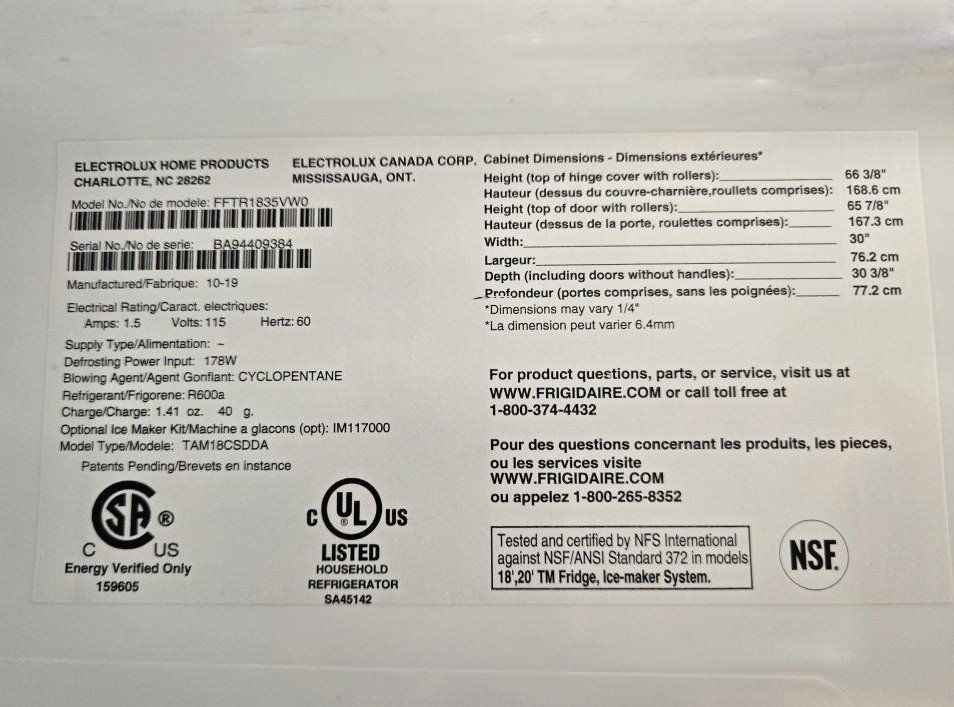 ELECTROLUX HOME PRODUCTS
CHARLOTTE, NC 28262
ELECTROLUX CANADA CORP.
MISSISSAUGA, ONT.
Model No./No de modele: FFTR1835VW0
Serial No./No de serie: BA94409384
Manufactured/Fabrique: 10-19
Electrical Rating/Caract. electriques:
Amps: 1.5 Volts: 115 Hertz: 60
Supply Type/Alimentation: ~
Defrosting Power Input: 178W
Blowing Agent/Agent Gonflant: CYCLOPENTANE
Refrigerant/Frigorene: R600a
Charge/Charge: 1.41 oz. 40 g.
Optional Ice Maker Kit/Machine a glacons (opt): IM117000
Model Type/Modele: TAM18CSDDA
Patents Pending/Brevets en instance
SA ®
C US
Energy Verified Only
159605
C UL ® US
LISTED
HOUSEHOLD
REFRIGERATOR
SA45142
Cabinet Dimensions - Dimensions extérieures*
Height (top of hinge cover with rollers): 66 3/8"
Hauteur (dessus du couvre-charnière,roullets comprises): 168.6 cm
Height (top of door with rollers): 65 7/8"
Hauteur (dessus de la porte, roulettes comprises): 167.3 cm
Width: 30"
Largeur: 76.2 cm
Depth (including doors without handles): 30 3/8"
Profondeur (portes comprises, sans les poignées): 77.2 cm
*Dimensions may vary 1/4"
*La dimension peut varier 6.4mm
For product questions, parts, or service, visit us at
WWW.FRIGIDAIRE.COM or call toll free at
1-800-374-4432
Pour des questions concernant les produits, les pieces,
ou les services visite
WWW.FRIGIDAIRE.COM
ou appelez 1-800-265-8352
Tested and certified by NFS International
against NSF/ANSI Standard 372 in models
18',20' TM Fridge, Ice-maker System.
NSF.